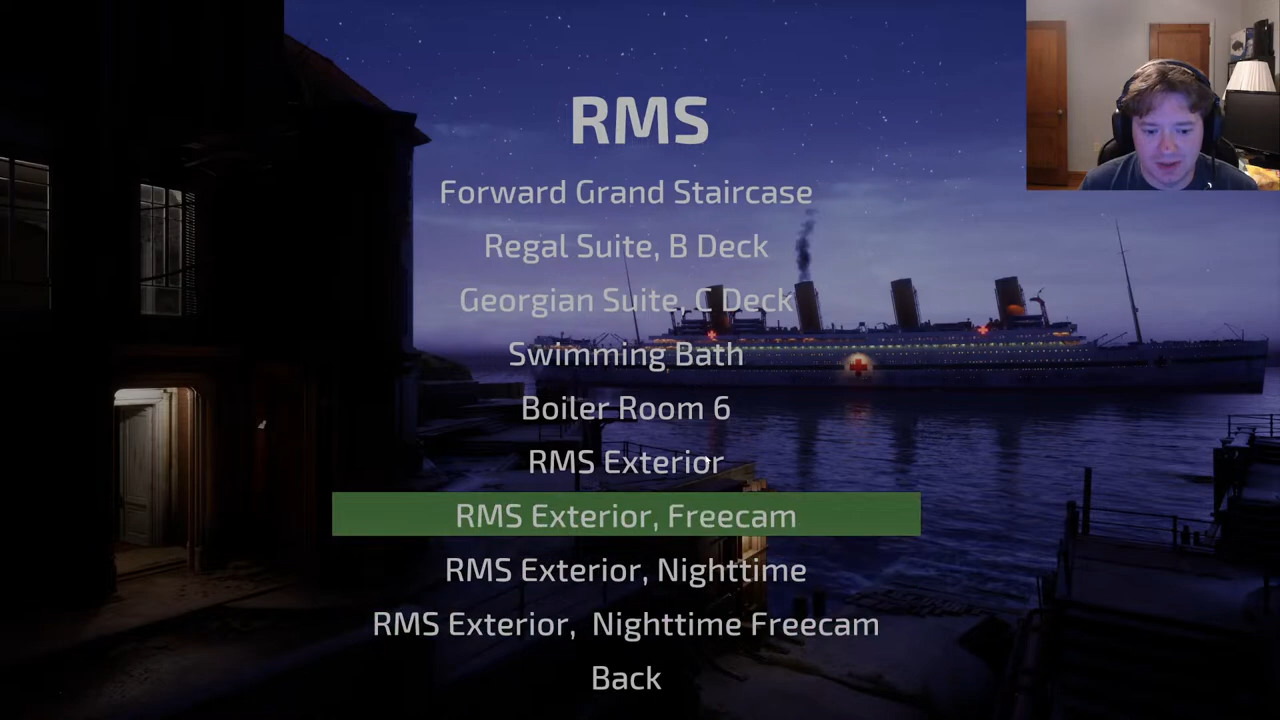 RMS
Forward Grand Staircase
Regal Suite, B Deck
Georgian Suite, C Deck
Swimming Bath
Boiler Room 6
RMS Exterior
RMS Exterior, Freecam
RMS Exterior, Nighttime
RMS Exterior, Nighttime Freecam
Back